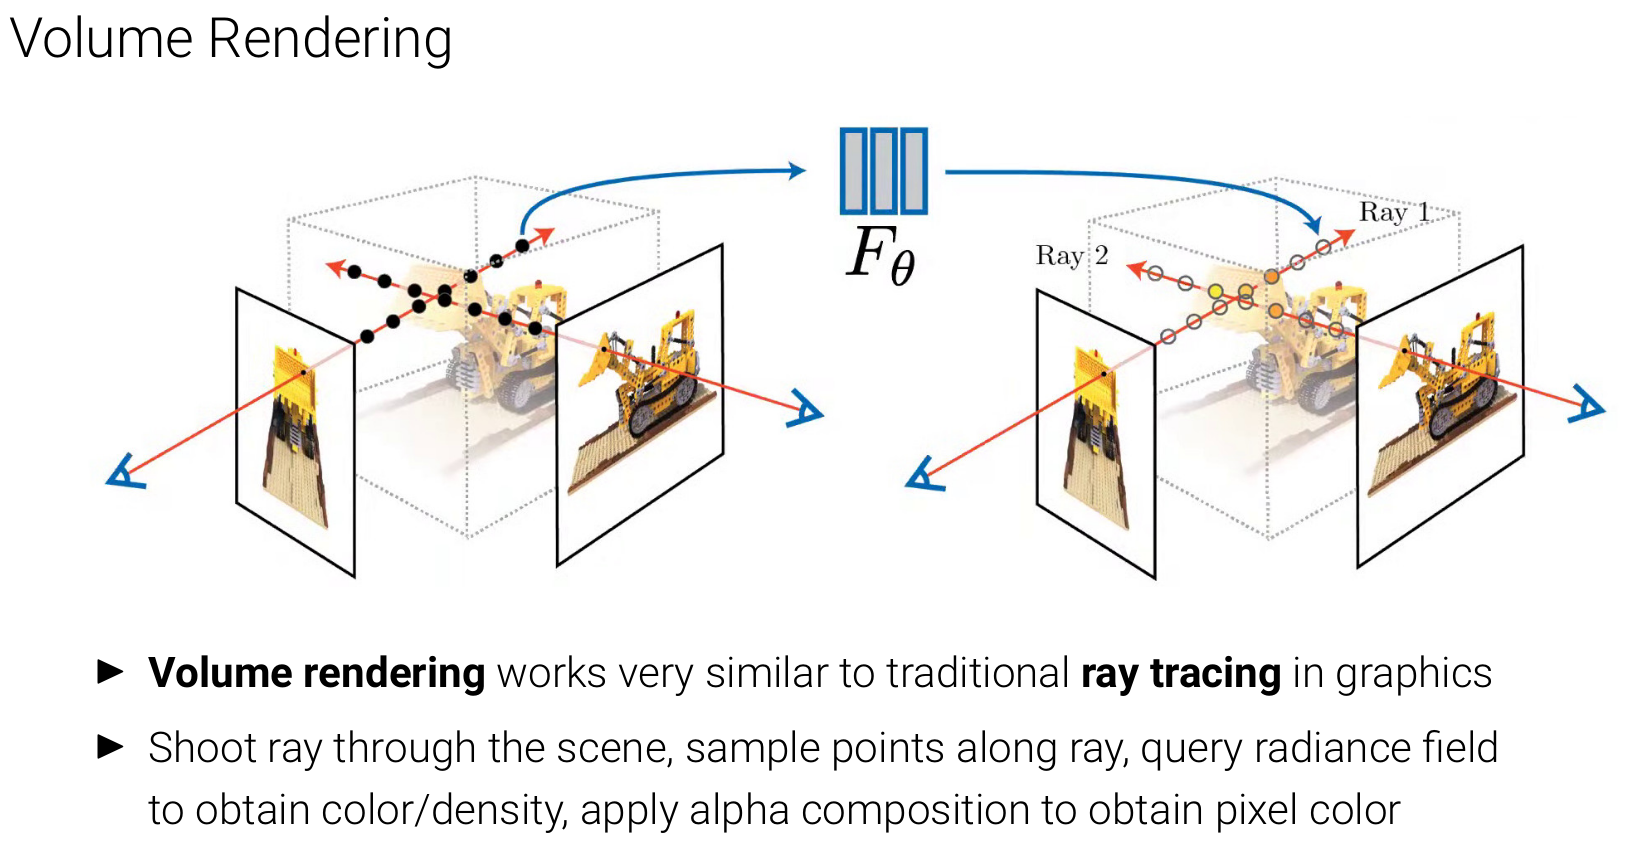 Volume Rendering
Ray 1
Ray 2
F_θ
► Volume rendering works very similar to traditional ray tracing in graphics
► Shoot ray through the scene, sample points along ray, query radiance field
to obtain color/density, apply alpha composition to obtain pixel color